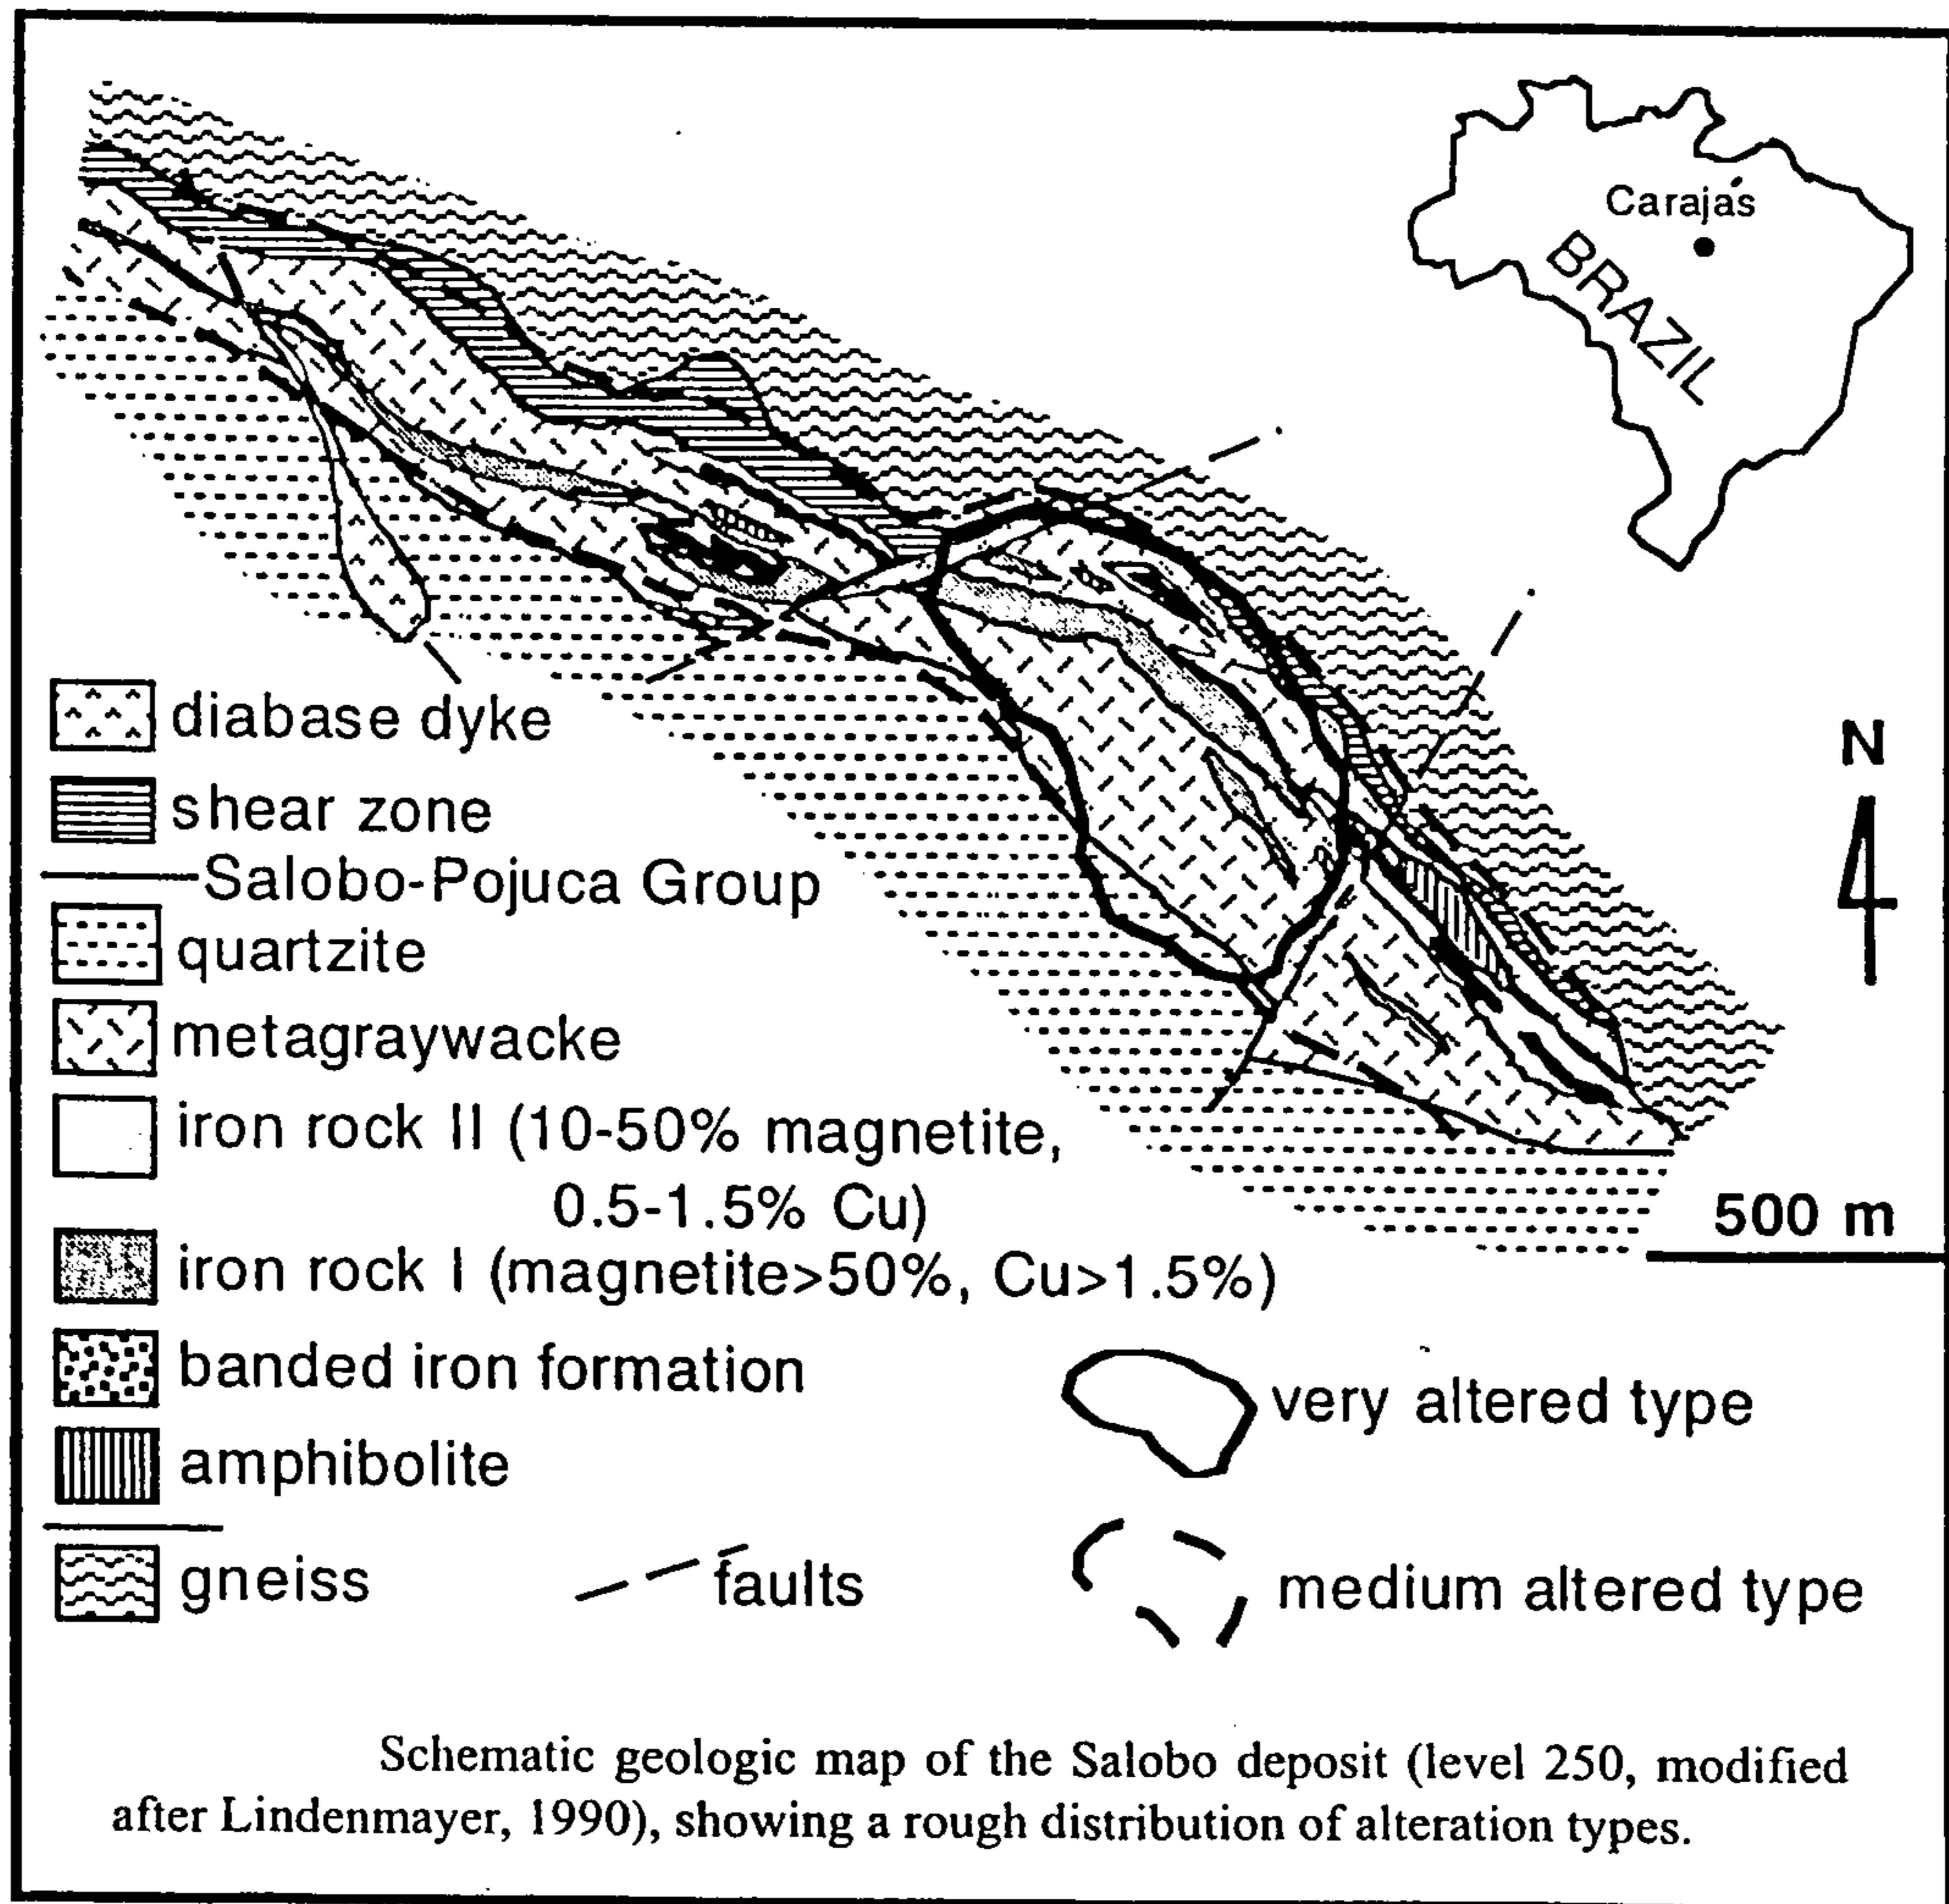 Carajás
BRAZIL
N
500 m
diabase dyke
shear zone
Salobo-Pojuca Group
quartzite
metagraywacke
iron rock II (10-50% magnetite,
0.5-1.5% Cu)
iron rock I (magnetite>50%, Cu>1.5%)
banded iron formation
amphibolite
gneiss
faults
very altered type
medium altered type
Schematic geologic map of the Salobo deposit (level 250, modified
after Lindenmayer, 1990), showing a rough distribution of alteration types.